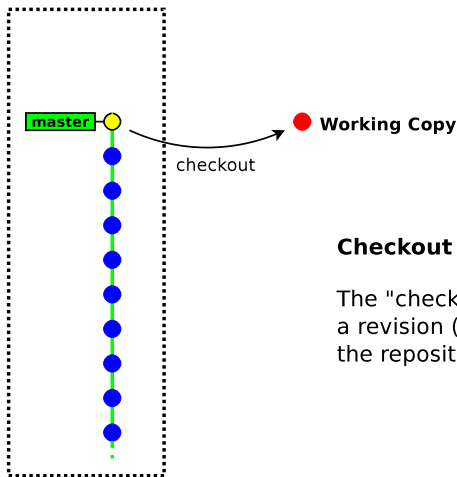 master
Working Copy
checkout
Checkout
The "check
a revision (
the reposit